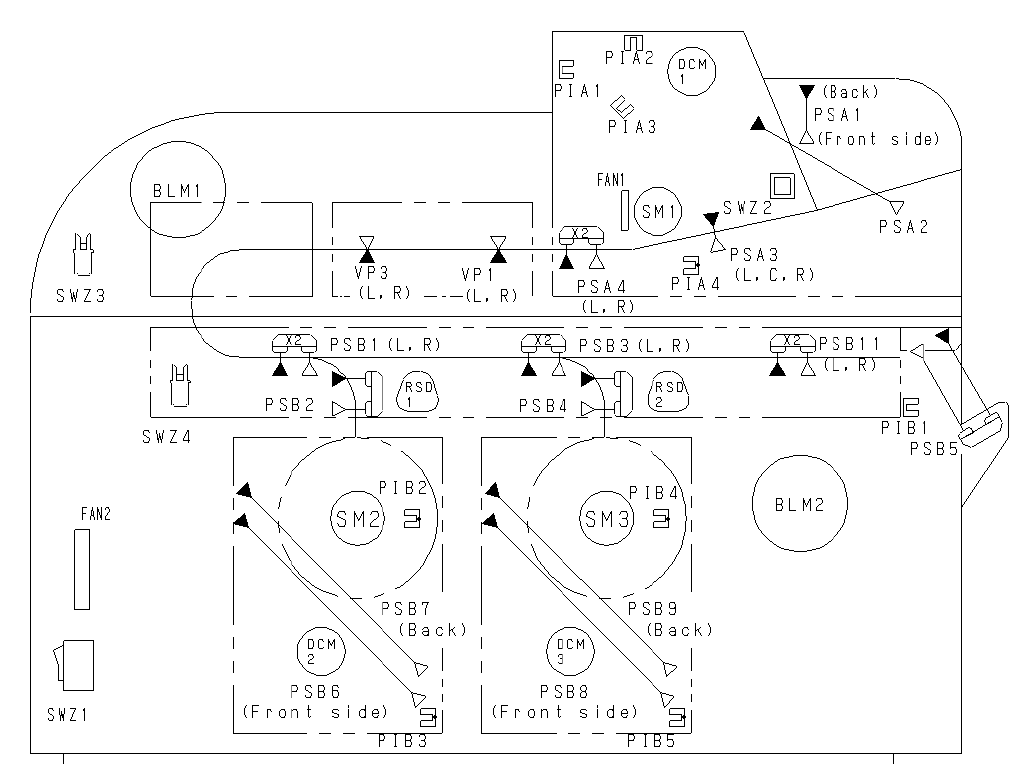 PIA2
DCM
1
PIA1
(Back)
PSA1
PIA3
(Front side)
BLM1
FAN1
SM1
SWZ2
PSA2
X2
PSA3
VP3
(L, R)
VP1
(L, R)
PIA4
(L, C, R)
SWZ3
PSA4
(L, R)
X2
PSB1 (L, R)
X2
PSB3 (L, R)
X2
PSB11
(L, R)
RSD
1
RSD
2
PSB2
PSB4
SWZ4
PIB1
PSB5
PIB2
PIB4
FAN2
SM2
SM3
BLM2
PSB7
(Back)
PSB9
(Back)
DCM
2
DCM
3
PSB6
(Front side)
PSB8
(Front side)
SWZ1
PIB3
PIB5